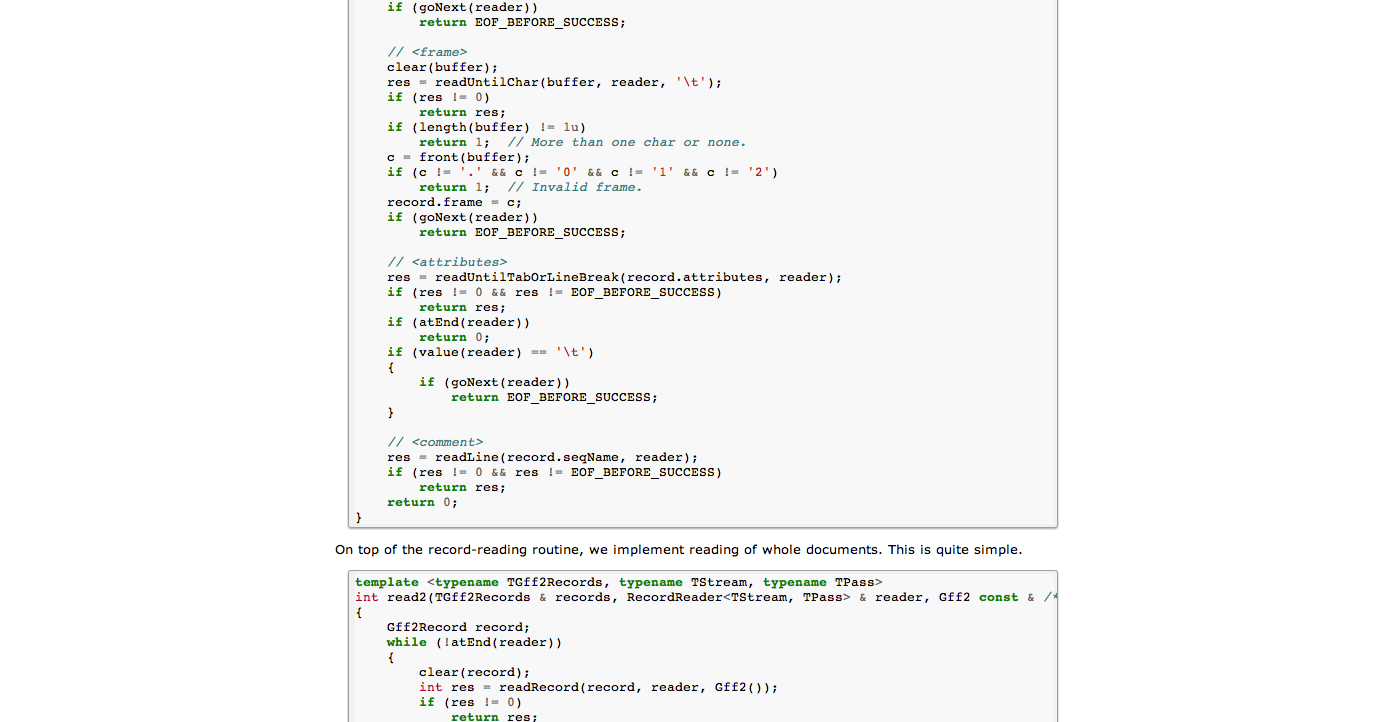 if (goNext(reader))
        return EOF_BEFORE_SUCCESS;

    // <frame>
    clear(buffer);
    res = readUntilChar(buffer, reader, '\t');
    if (res != 0)
        return res;
    if (length(buffer) != 1u)
        return 1;  // More than one char or none.
    c = front(buffer);
    if (c != '.' && c != '0' && c != '1' && c != '2')
        return 1;  // Invalid frame.
    record.frame = c;
    if (goNext(reader))
        return EOF_BEFORE_SUCCESS;

    // <attributes>
    res = readUntilTabOrLineBreak(record.attributes, reader);
    if (res != 0 && res != EOF_BEFORE_SUCCESS)
        return res;
    if (atEnd(reader))
        return 0;
    if (value(reader) == '\t')
    {
        if (goNext(reader))
            return EOF_BEFORE_SUCCESS;
    }

    // <comment>
    res = readLine(record.seqName, reader);
    if (res != 0 && res != EOF_BEFORE_SUCCESS)
        return res;
    return 0;
}
On top of the record-reading routine, we implement reading of whole documents. This is quite simple.
template <typename TGff2Records, typename TStream, typename TPass>
int read2(TGff2Records & records, RecordReader<TStream, TPass> & reader, Gff2 const & /*
{
    Gff2Record record;
    while (!atEnd(reader))
    {
        clear(record);
        int res = readRecord(record, reader, Gff2());
        if (res != 0)
            return res;